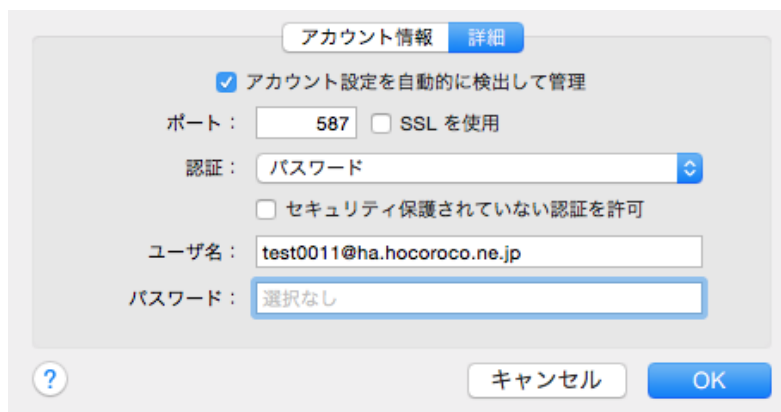 アカウント情報 詳細
アカウント設定を自動的に検出して管理
ポート： 587 SSL を使用
認証： パスワード
セキュリティ保護されていない認証を許可
ユーザ名： test0011@ha.hocoroco.ne.jp
パスワード： 選択なし
? キャンセル OK